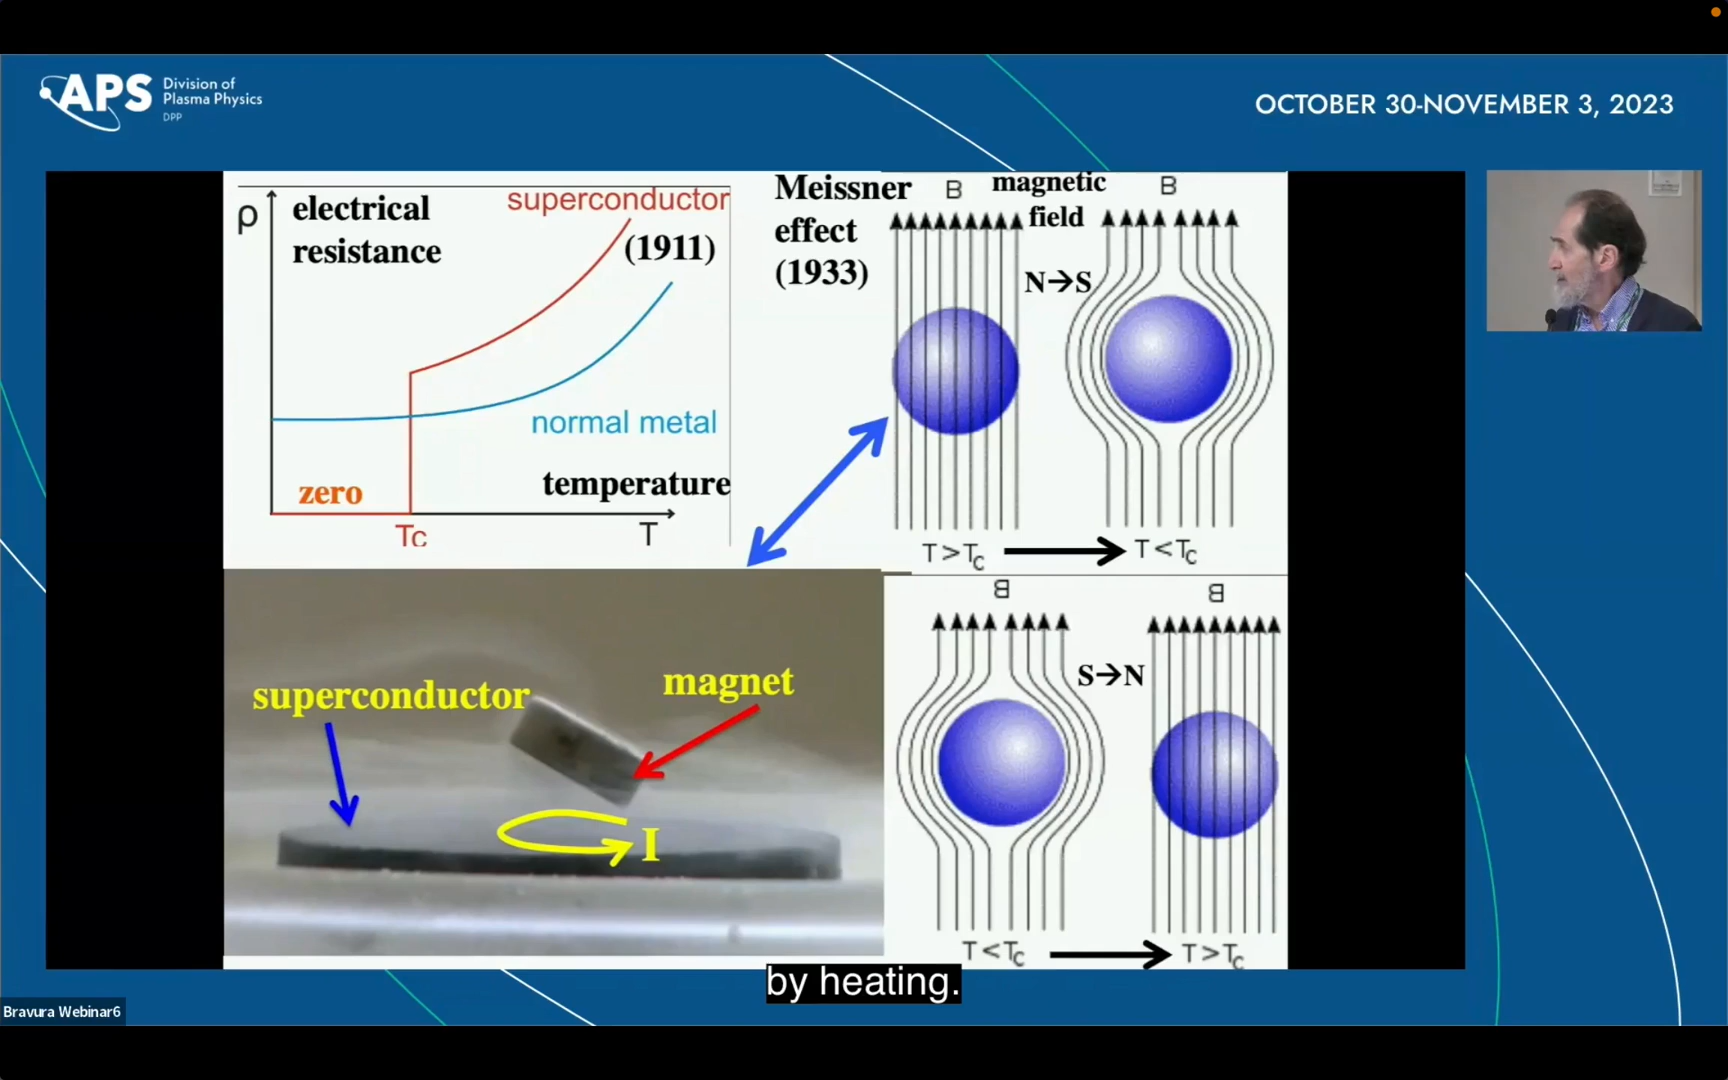 APS
Division of
Plasma Physics
DPP
OCTOBER 30-NOVEMBER 3, 2023
ρ
electrical
resistance
superconductor
(1911)
normal metal
zero
temperature
Tc
T
Meissner
effect
(1933)
B
magnetic
field
B
N→S
T>Tc
T<Tc
superconductor
magnet
I
B
B
S→N
T<Tc
T>Tc
by heating.
Bravura Webinar6